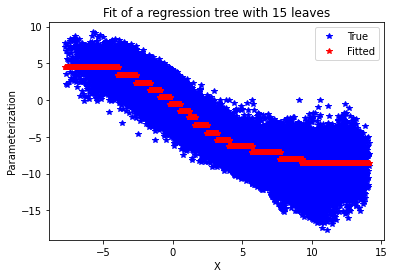 Fit of a regression tree with 15 leaves
10
5
0
−5
−10
−15
Parameterization
True
Fitted
−5
0
5
10
15
X